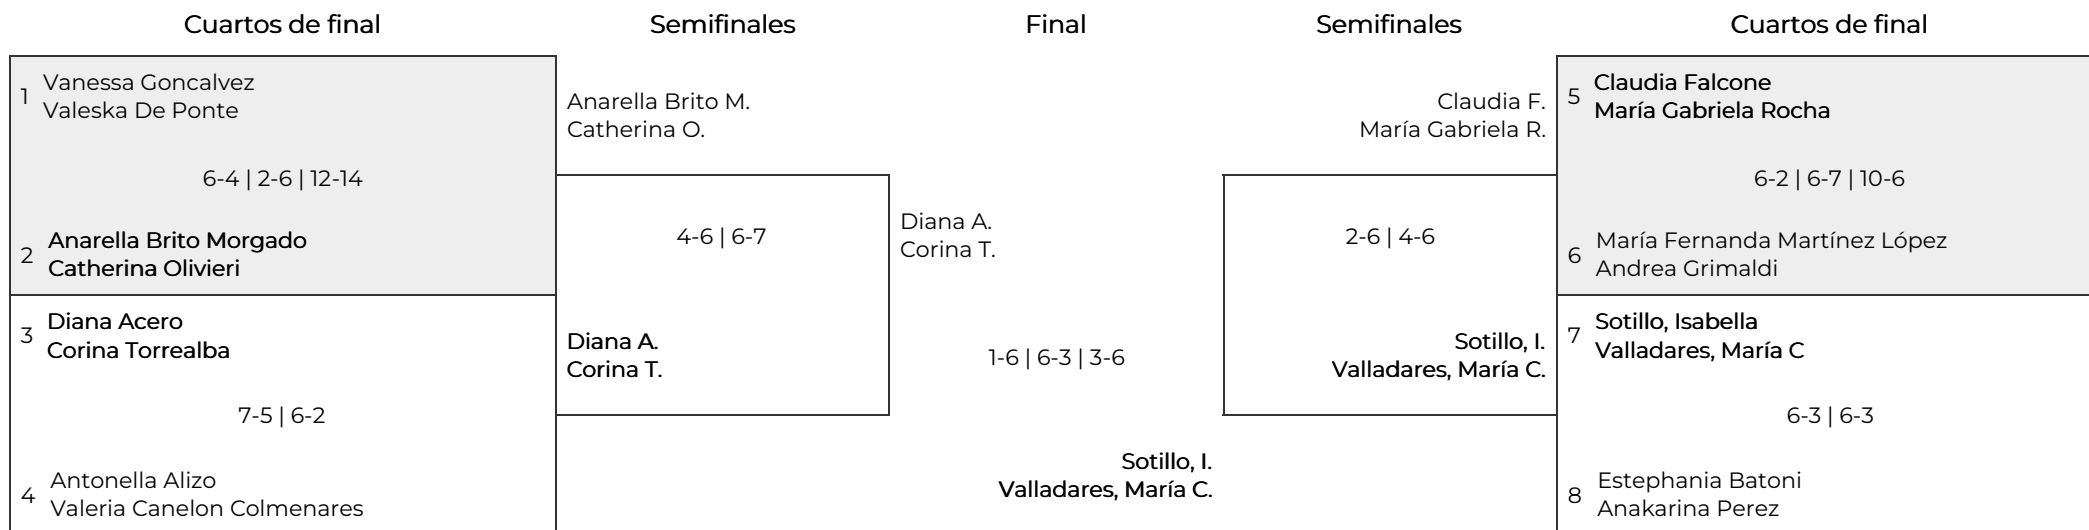 Cuartos de final
Semifinales
Final
Semifinales
Cuartos de final
1
Vanessa Goncalvez
Valeska De Ponte
6-4 | 2-6 | 12-14
2
Anarella Brito Morgado
Catherina Olivieri
3
Diana Acero
Corina Torrealba
7-5 | 6-2
4
Antonella Alizo
Valeria Canelon Colmenares
Anarella Brito M.
Catherina O.
4-6 | 6-7
Diana A.
Corina T.
Diana A.
Corina T.
1-6 | 6-3 | 3-6
Sotillo, I.
Valladares, María C.
Claudia F.
María Gabriela R.
2-6 | 4-6
Sotillo, I.
Valladares, María C.
5
Claudia Falcone
María Gabriela Rocha
6-2 | 6-7 | 10-6
6
María Fernanda Martínez López
Andrea Grimaldi
7
Sotillo, Isabella
Valladares, María C
6-3 | 6-3
8
Estephania Batoni
Anakarina Perez